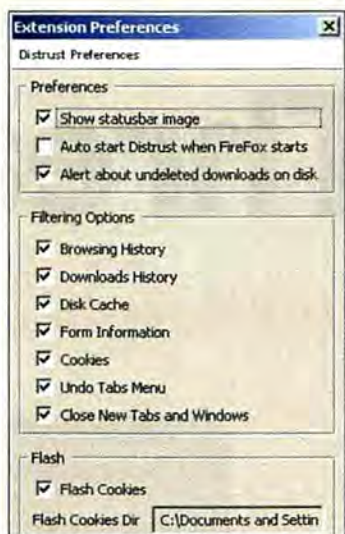 Extension Preferences
Distrust Preferences
Preferences
Show statusbar image
Auto start Distrust when FireFox starts
Alert about undeleted downloads on disk
Filtering Options
Browsing History
Downloads History
Disk Cache
Form Information
Cookies
Undo Tabs Menu
Close New Tabs and Windows
Flash
Flash Cookies
Flash Cookies Dir C:\Documents and Settin